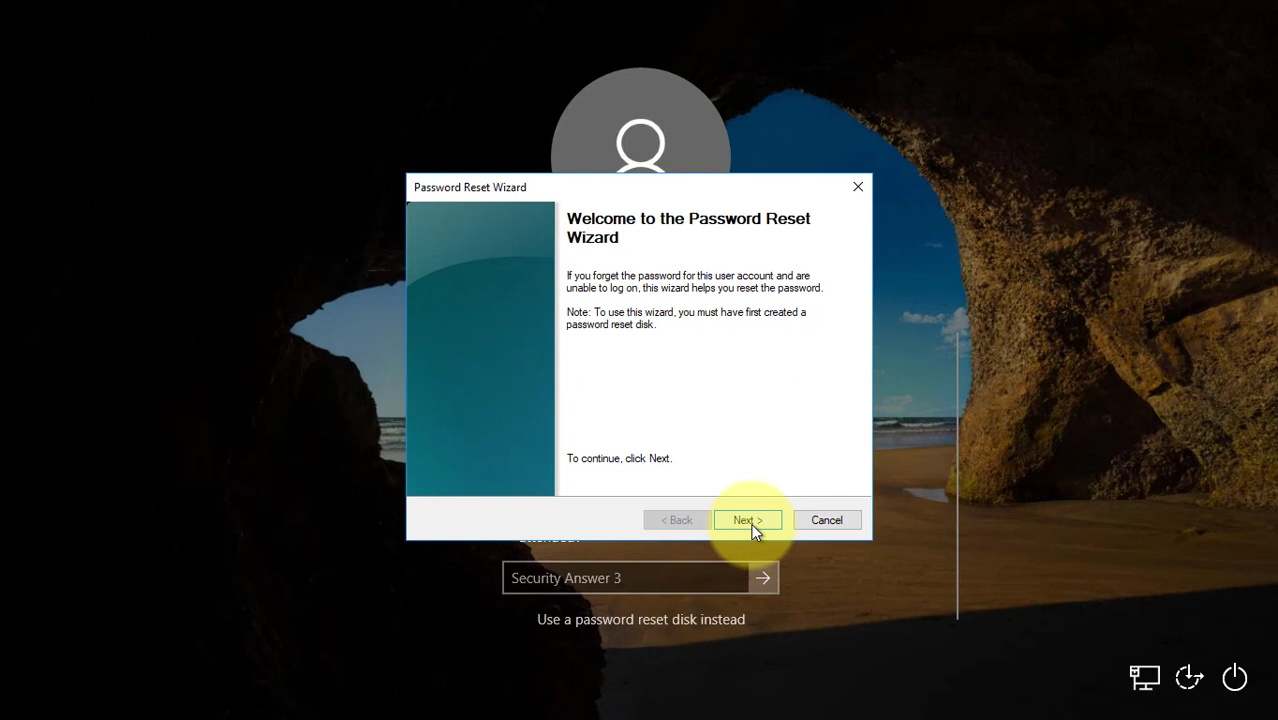 Password Reset Wizard
Welcome to the Password Reset
Wizard
If you forget the password for this user account and are
unable to log on, this wizard helps you reset the password.
Note: To use this wizard, you must have first created a
password reset disk.
To continue, click Next.
< Back
Next >
Cancel
Security Answer 3
Use a password reset disk instead